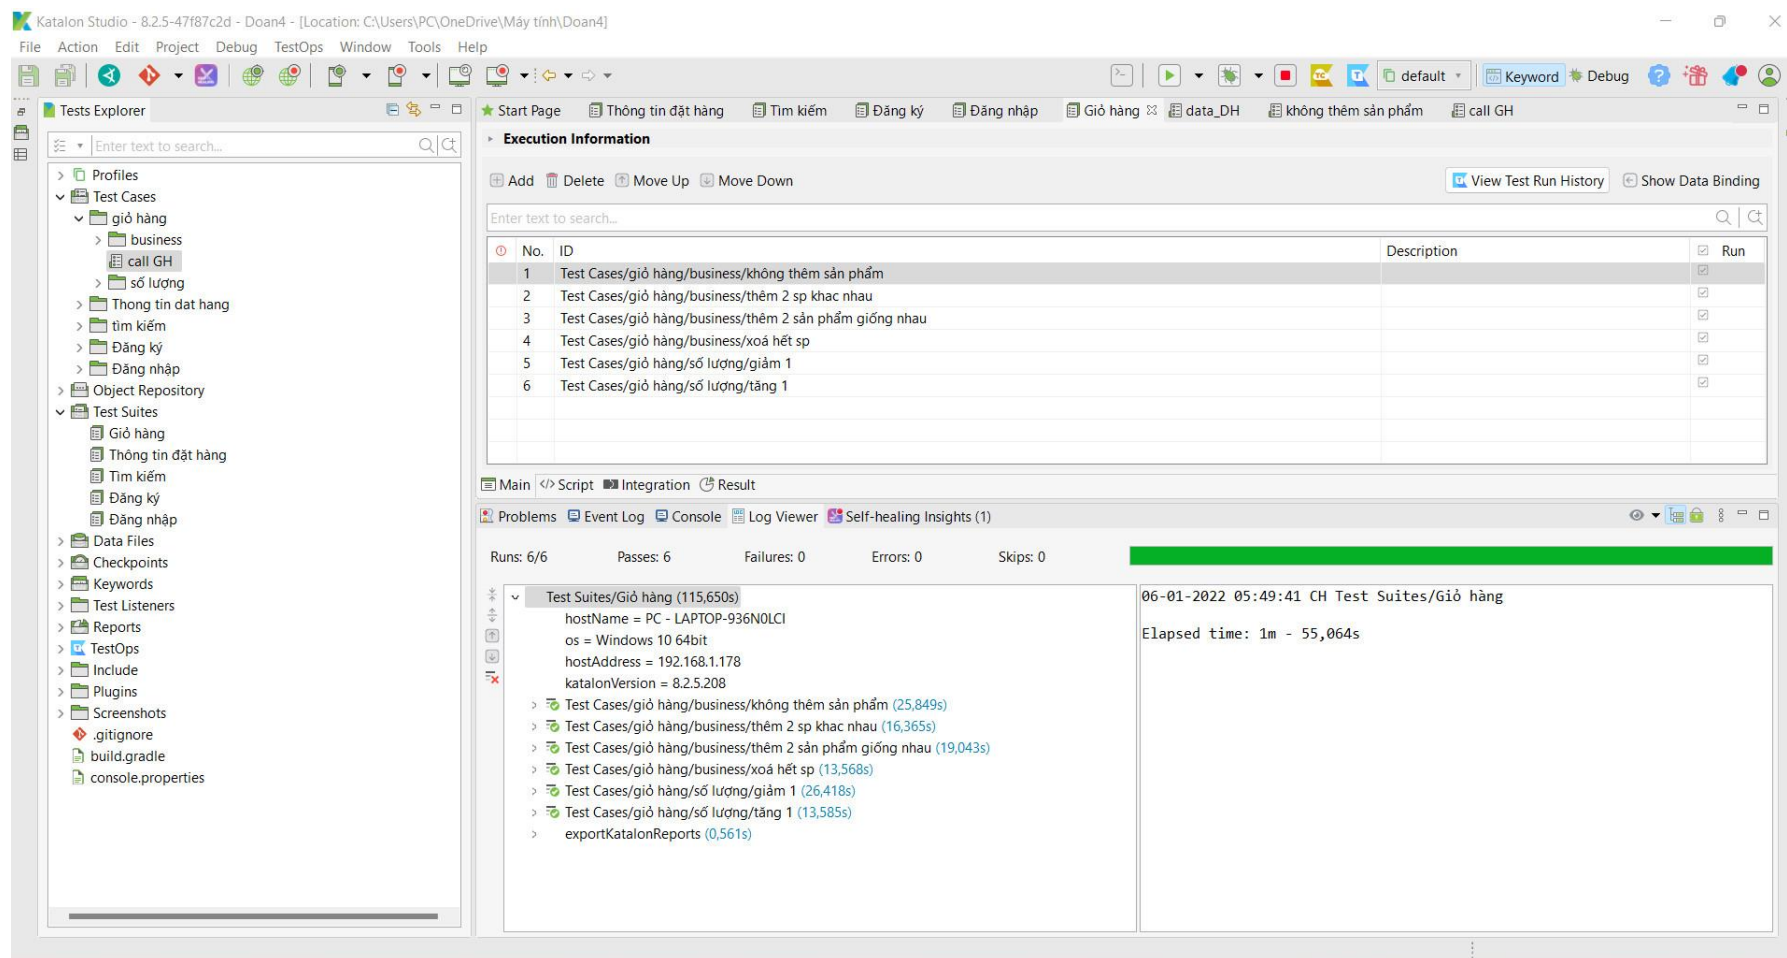 Katalon Studio - 8.2.5-47f87c2d - Doan4 - [Location: C:\Users\PC\OneDrive\Máy tính\Doan4]
File Action Edit Project Debug TestOps Window Tools Help
default Keyword Debug
Tests Explorer
Enter text to search...
Profiles
Test Cases
giỏ hàng
business
call GH
số lượng
Thong tin dat hang
tìm kiếm
Đăng ký
Đăng nhập
Object Repository
Test Suites
Giỏ hàng
Thông tin đặt hàng
Tìm kiếm
Đăng ký
Đăng nhập
Data Files
Checkpoints
Keywords
Test Listeners
Reports
TestOps
Include
Plugins
Screenshots
.gitignore
build.gradle
console.properties
Start Page Thông tin đặt hàng Tìm kiếm Đăng ký Đăng nhập Giỏ hàng data_DH không thêm sản phẩm call GH
Execution Information
Add Delete Move Up Move Down View Test Run History Show Data Binding
Enter text to search...
No. ID Description Run
1 Test Cases/giỏ hàng/business/không thêm sản phẩm
2 Test Cases/giỏ hàng/business/thêm 2 sp khac nhau
3 Test Cases/giỏ hàng/business/thêm 2 sản phẩm giống nhau
4 Test Cases/giỏ hàng/business/xoá hết sp
5 Test Cases/giỏ hàng/số lượng/giảm 1
6 Test Cases/giỏ hàng/số lượng/tăng 1
Main Script Integration Result
Problems Event Log Console Log Viewer Self-healing Insights (1)
Runs: 6/6 Passes: 6 Failures: 0 Errors: 0 Skips: 0
Test Suites/Giỏ hàng (115,650s)
hostName = PC - LAPTOP-936N0LCI
os = Windows 10 64bit
hostAddress = 192.168.1.178
katalonVersion = 8.2.5.208
Test Cases/giỏ hàng/business/không thêm sản phẩm (25,849s)
Test Cases/giỏ hàng/business/thêm 2 sp khac nhau (16,365s)
Test Cases/giỏ hàng/business/thêm 2 sản phẩm giống nhau (19,043s)
Test Cases/giỏ hàng/business/xoá hết sp (13,568s)
Test Cases/giỏ hàng/số lượng/giảm 1 (26,418s)
Test Cases/giỏ hàng/số lượng/tăng 1 (13,585s)
exportKatalonReports (0,561s)
06-01-2022 05:49:41 CH Test Suites/Giỏ hàng
Elapsed time: 1m - 55,064s